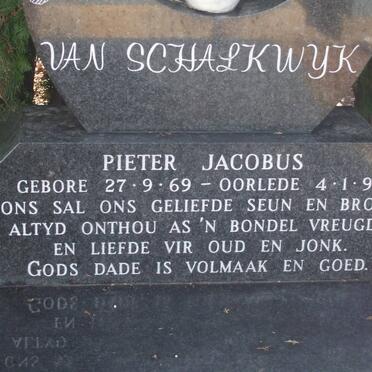 VAN SCHALKWYK
PIETER JACOBUS
GEBORE 27·9·69 – OORLEDE 4·1·9
ONS SAL ONS GELIEFDE SEUN EN BRO
ALTYD ONTHOU AS 'N BONDEL VREUGD
EN LIEFDE VIR OUD EN JONK.
GODS DADE IS VOLMAAK EN GOED.